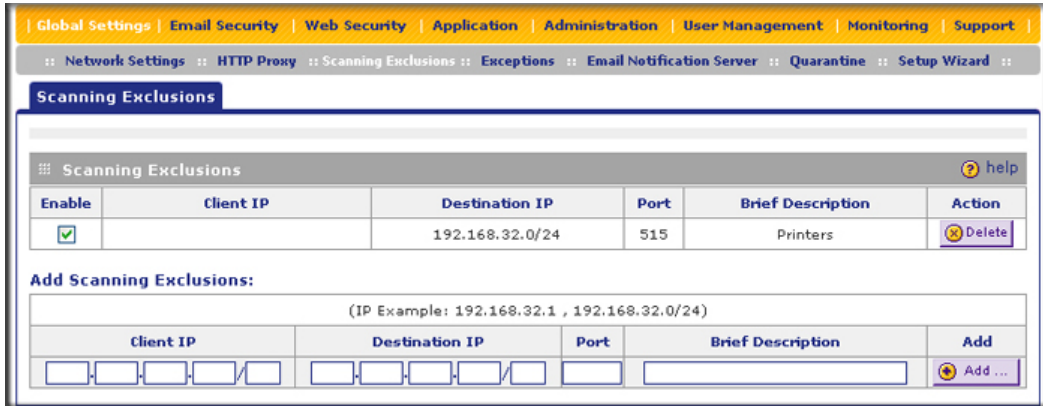 | Global Settings | Email Security | Web Security | Application | Administration | User Management | Monitoring | Support |
:: Network Settings :: HTTP Proxy :: Scanning Exclusions :: Exceptions :: Email Notification Server :: Quarantine :: Setup Wizard ::
Scanning Exclusions
Scanning Exclusions ? help
Enable Client IP Destination IP Port Brief Description Action
192.168.32.0/24 515 Printers Delete
Add Scanning Exclusions:
(IP Example: 192.168.32.1 , 192.168.32.0/24)
Client IP Destination IP Port Brief Description Add
. . . / . . . / Add ...